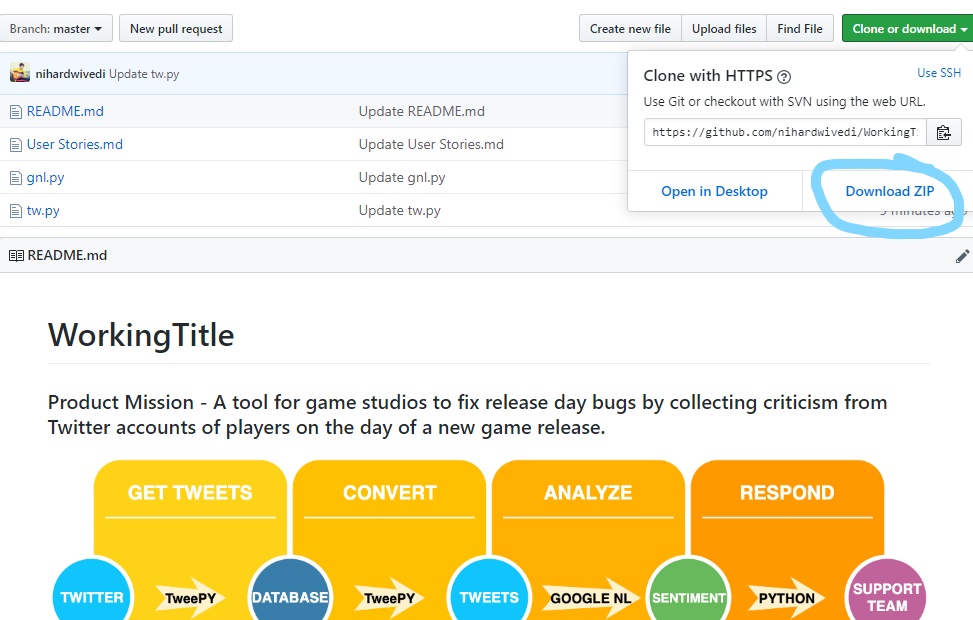 Branch: master New pull request Create new file Upload files Find File Clone or download
nihardwivedi Update tw.py
Clone with HTTPS Use SSH
Use Git or checkout with SVN using the web URL.
https://github.com/nihardwivedi/WorkingT
Open in Desktop Download ZIP
README.md Update README.md
User Stories.md Update User Stories.md
gnl.py Update gnl.py
tw.py Update tw.py 9 minutes ago
README.md
WorkingTitle
Product Mission - A tool for game studios to fix release day bugs by collecting criticism from
Twitter accounts of players on the day of a new game release.
GET TWEETS CONVERT ANALYZE RESPOND
TWITTER TweePY DATABASE TweePY TWEETS GOOGLE NL SENTIMENT PYTHON SUPPORT
TEAM